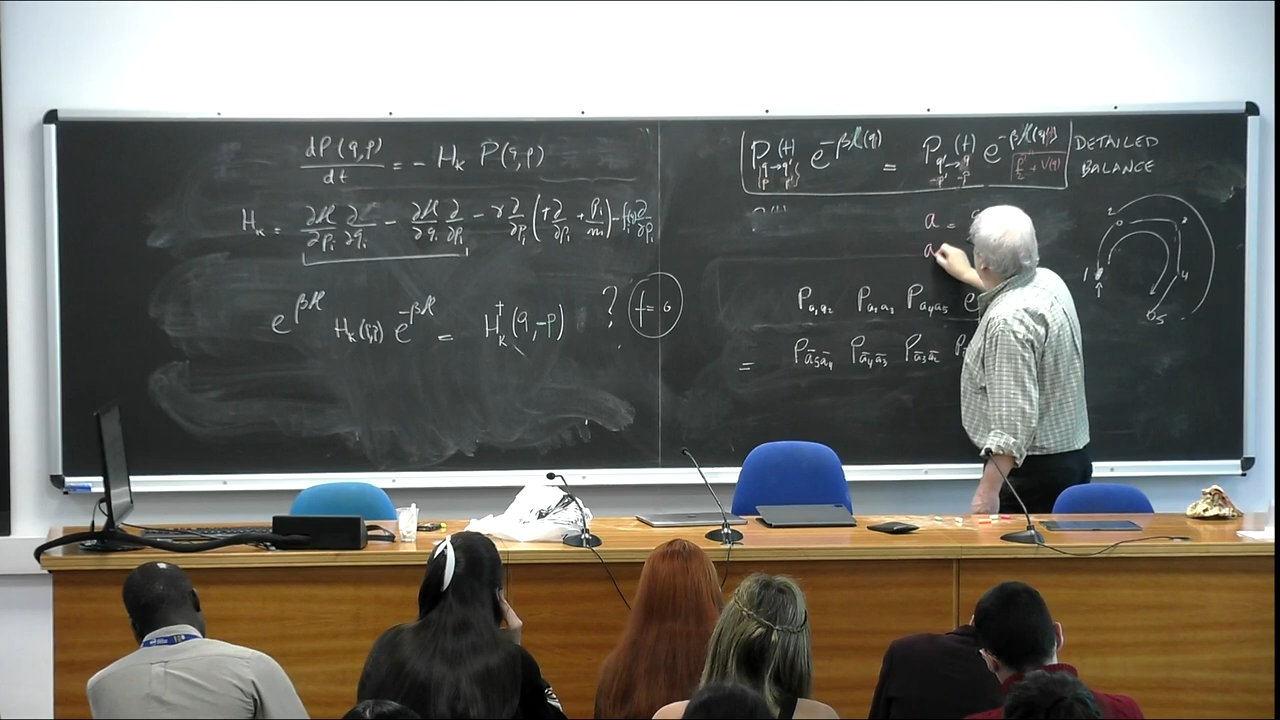 dP(q,p)/dt = - H_K P(q,p)
H_K = ∂ℋ/∂p_i ∂/∂q_i - ∂ℋ/∂q_i ∂/∂p_i - γ ∂/∂p_i (T ∂/∂p_i + p_i/m) - f_i(q) ∂/∂p_i
e^{βℋ} H_K(q,p) e^{-βℋ} = H_K^†(q,-p) ? f=0
P_{q→q' p p'}(t) e^{-βℋ(q)} = P_{q'→q -p' -p}(t) e^{-βℋ(q')} DETAILED
p²/2 + V(q) BALANCE
a =
a
P_{a_1a_2} P_{a_2a_3} P_{a_4a_5} e
= P_{ā_5ā_4} P_{ā_4ā_3} P_{ā_3ā_2} P
1 2 4 5